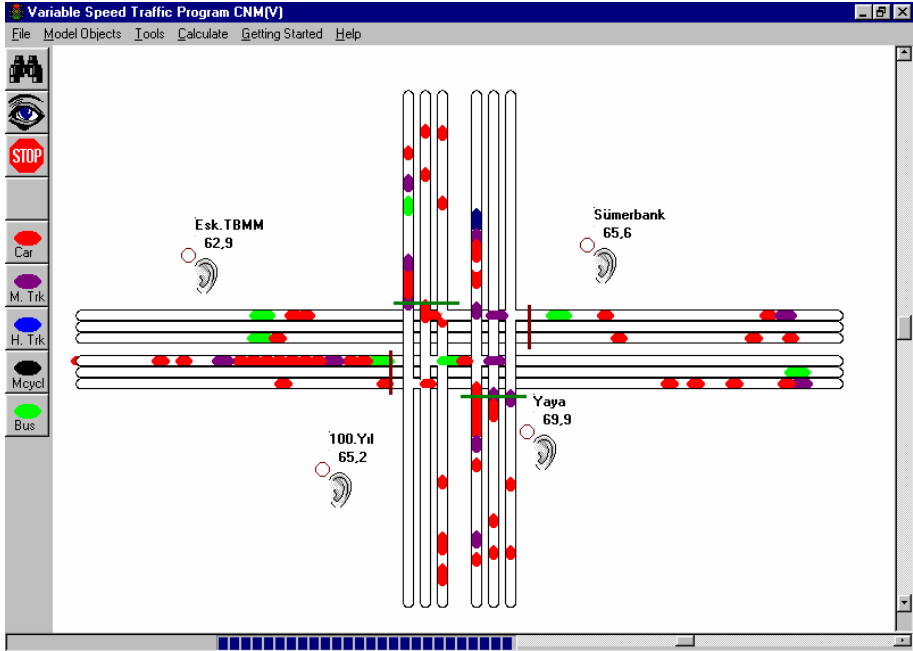 Variable Speed Traffic Program CNM(V)
File Model Objects Tools Calculate Getting Started Help
STOP
Car
M. Trk
H. Trk
Mcycl
Bus
Esk.TBMM
62,9
Sümerbank
65,6
Yaya
69,9
100.Yıl
65,2